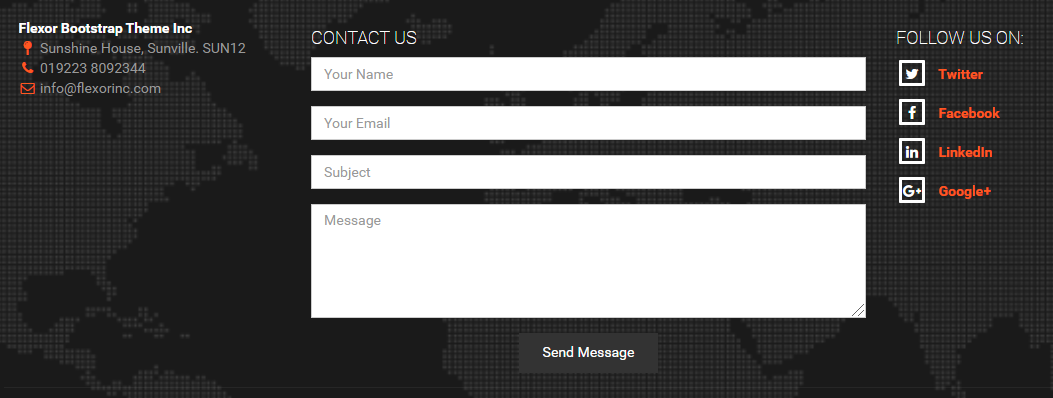 Flexor Bootstrap Theme Inc
Sunshine House, Sunville. SUN12
019223 8092344
info@flexorinc.com
CONTACT US
Your Name
Your Email
Subject
Message
Send Message
FOLLOW US ON:
Twitter
Facebook
LinkedIn
Google+